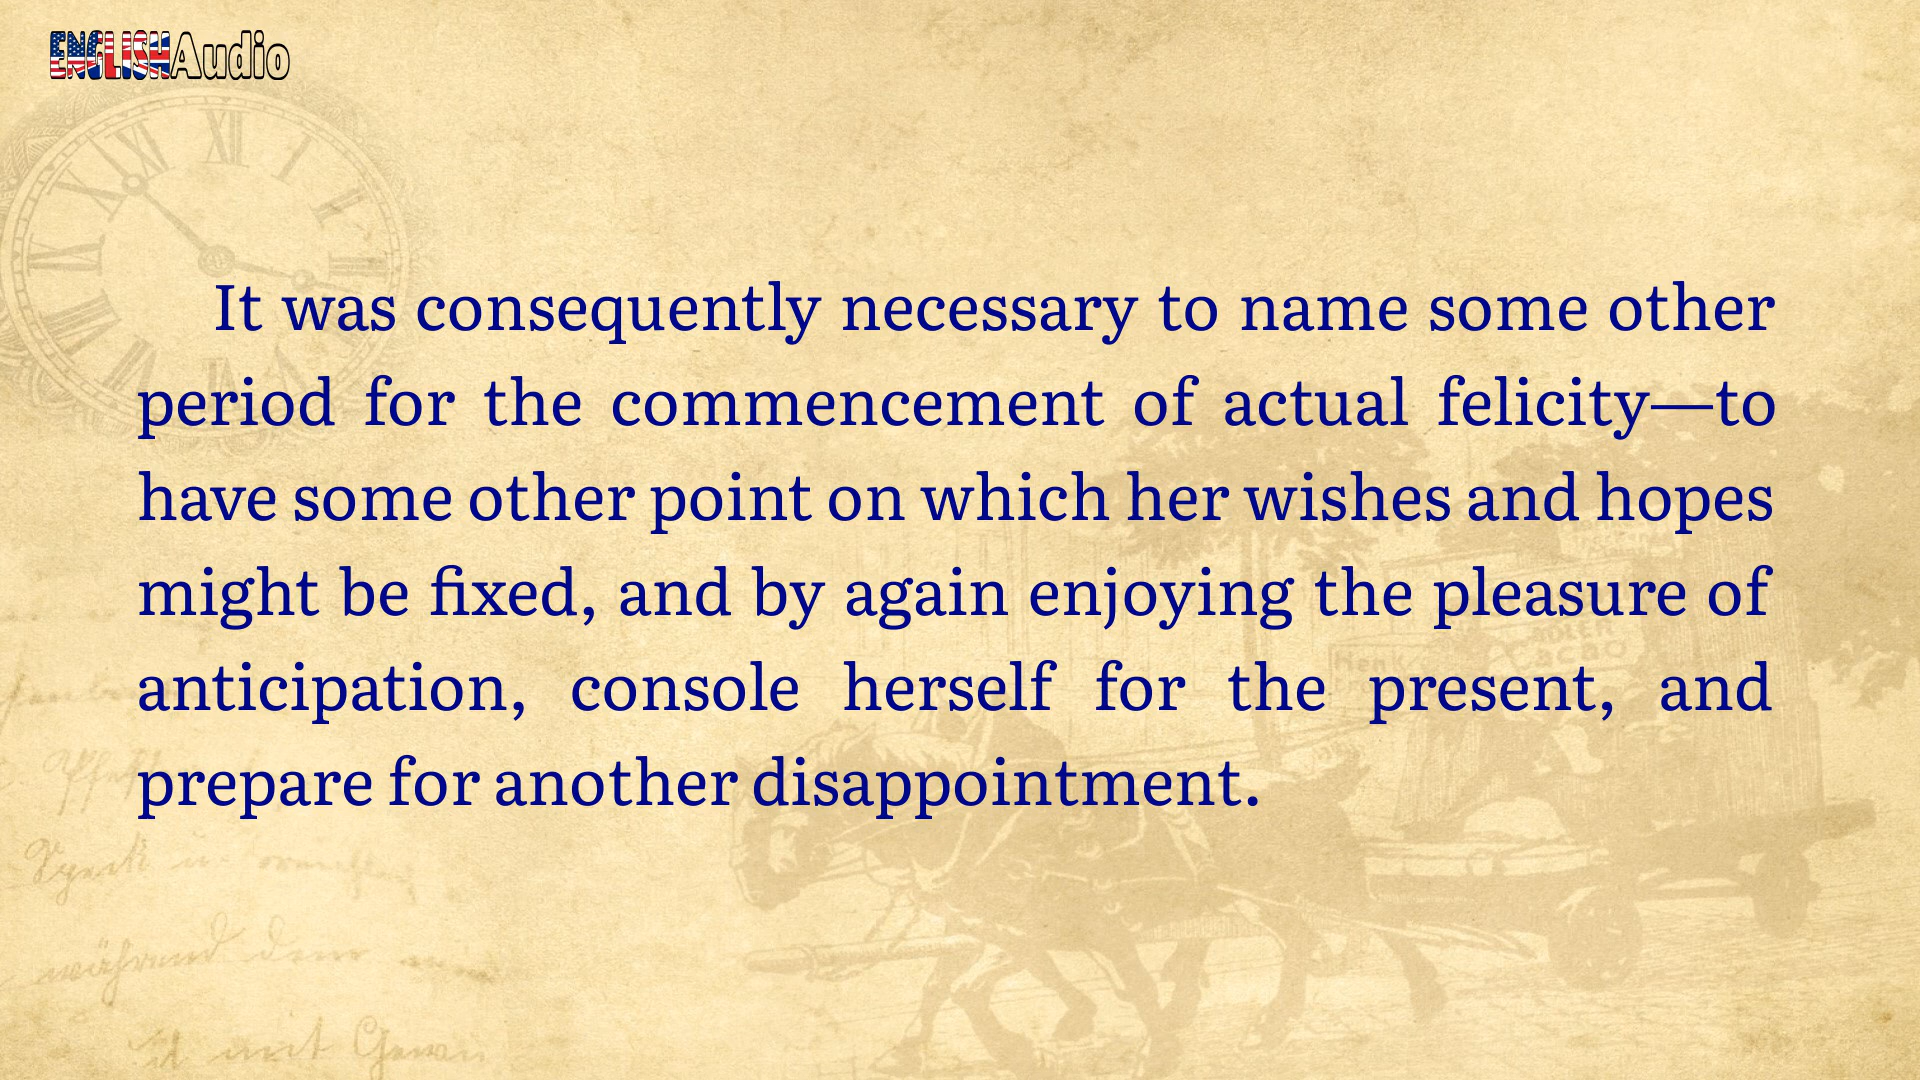 ENGLISHAudio
It was consequently necessary to name some other
period for the commencement of actual felicity—to
have some other point on which her wishes and hopes
might be fixed, and by again enjoying the pleasure of
anticipation, console herself for the present, and
prepare for another disappointment.
Cacao
während